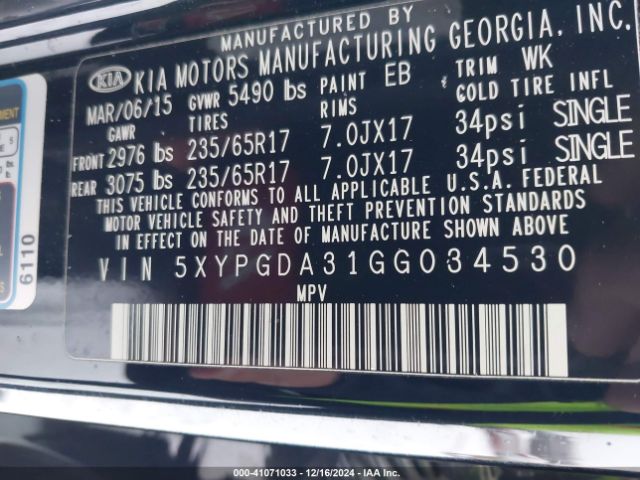 MANUFACTURED BY
KIA KIA MOTORS MANUFACTURING GEORGIA, INC.
MAR/06/15 GVWR 5490 lbs PAINT EB TRIM WK
GAWR TIRES RIMS COLD TIRE INFL
FRONT 2976 lbs 235/65R17 7.0JX17 34psi SINGLE
REAR 3075 lbs 235/65R17 7.0JX17 34psi SINGLE
THIS VEHICLE CONFORMS TO ALL APPLICABLE U.S.A. FEDERAL
MOTOR VEHICLE SAFETY AND THEFT PREVENTION STANDARDS
IN EFFECT ON THE DATE OF MANUFACTURE SHOWN ABOVE
VIN 5XYPGDA31GG034530
MPV
6110
000-41071033 - 12/16/2024 - IAAI.COM